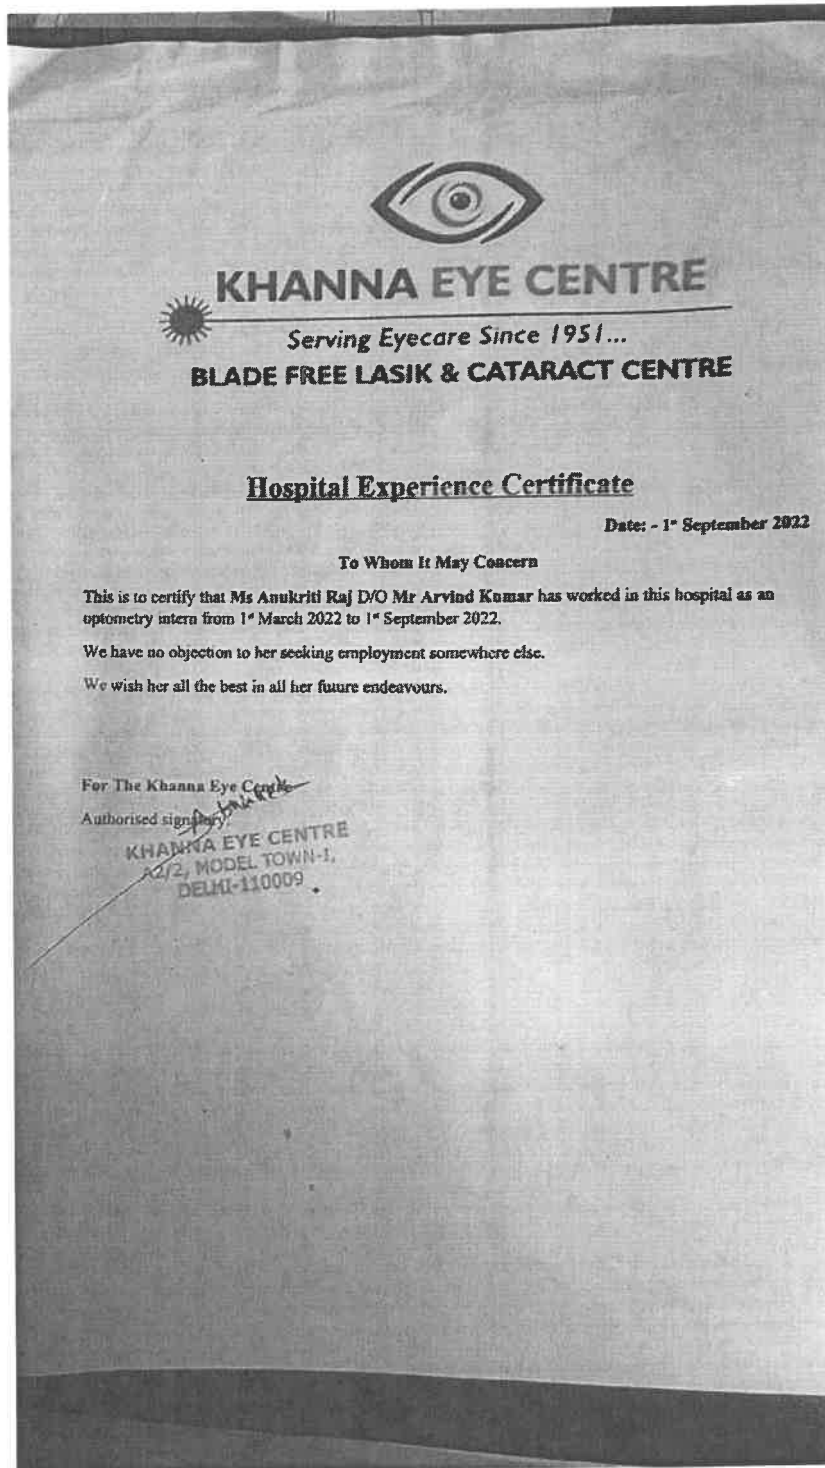 KHANNA EYE CENTRE
Serving Eyecare Since 1951...
BLADE FREE LASIK & CATARACT CENTRE
Hospital Experience Certificate
Date: - 1st September 2022
To Whom It May Concern
This is to certify that Ms Anukriti Raj D/O Mr Arvind Kumar has worked in this hospital as an
optometry intern from 1st March 2022 to 1st September 2022.
We have no objection to her seeking employment somewhere else.
We wish her all the best in all her future endeavours.
For The Khanna Eye Centre
Authorised signatory
KHANNA EYE CENTRE
A2/2, MODEL TOWN-I,
DELHI-110009